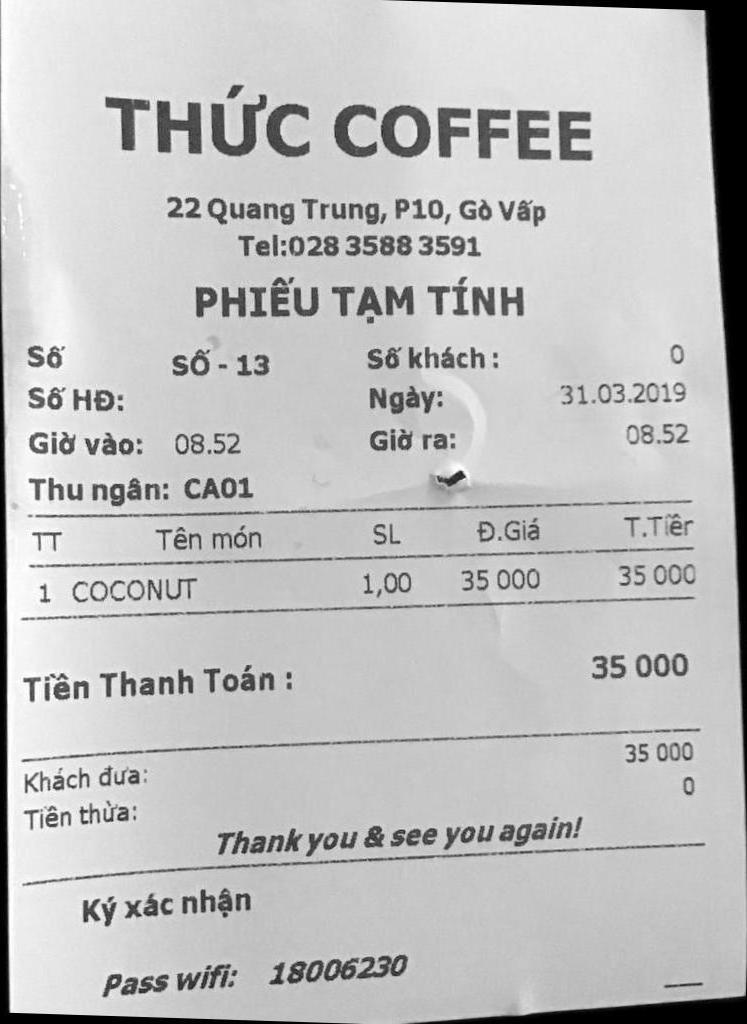 THỨC COFFEE
22 Quang Trung, P10, Gò Vấp
Tel:028 3588 3591
PHIẾU TẠM TÍNH
Số SỐ - 13 Số khách : 0
Số HĐ: Ngày: 31.03.2019
Giờ vào: 08.52 Giờ ra: 08.52
Thu ngân: CA01
TT Tên món SL Đ.Giá T.Tiền
1 COCONUT 1,00 35 000 35 000
Tiền Thanh Toán : 35 000
Khách đưa: 35 000
Tiền thừa: 0
Thank you & see you again!
Ký xác nhận
Pass wifi: 18006230